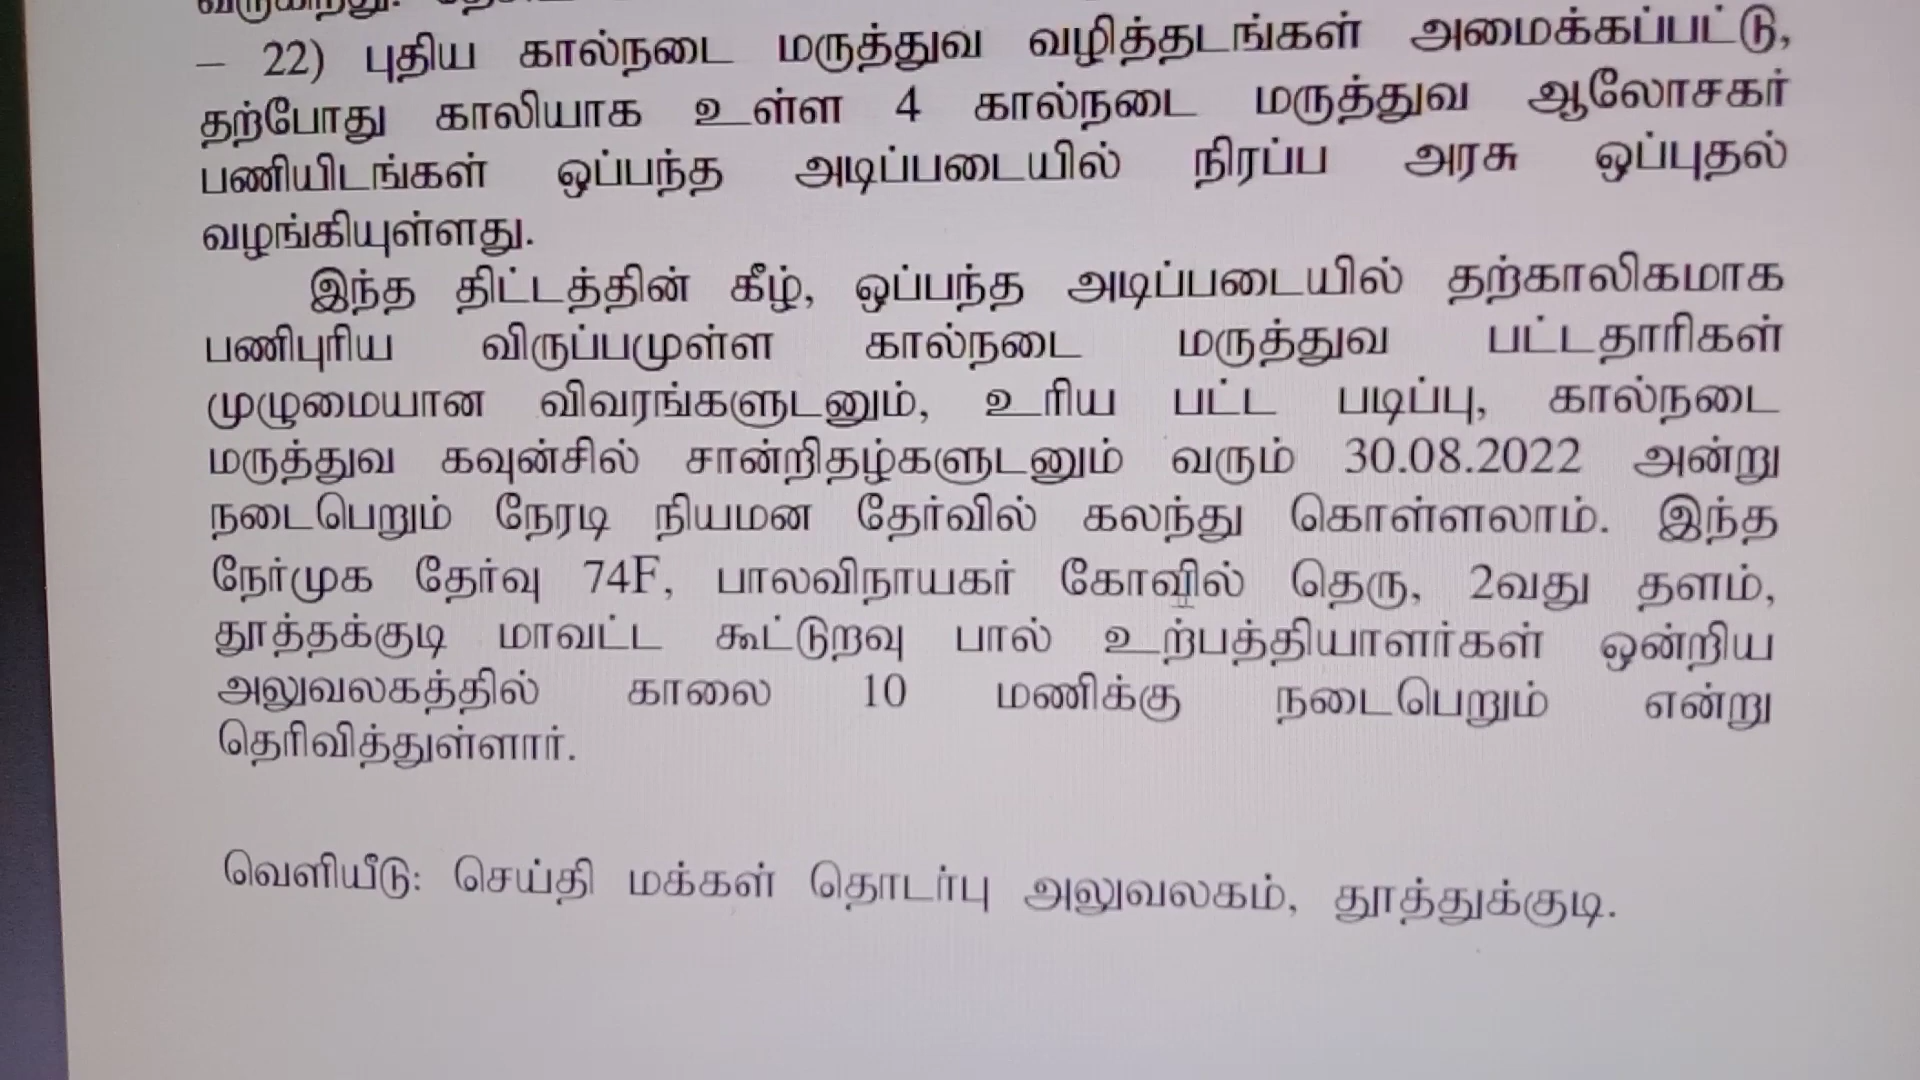 – 22) புதிய கால்நடை மருத்துவ வழித்தடங்கள் அமைக்கப்பட்டு,
தற்போது காலியாக உள்ள 4 கால்நடை மருத்துவ ஆலோசகர்
பணியிடங்கள் ஒப்பந்த அடிப்படையில் நிரப்ப அரசு ஒப்புதல்
வழங்கியுள்ளது.
இந்த திட்டத்தின் கீழ், ஒப்பந்த அடிப்படையில் தற்காலிகமாக
பணிபுரிய விருப்பமுள்ள கால்நடை மருத்துவ பட்டதாரிகள்
முழுமையான விவரங்களுடனும், உரிய பட்ட படிப்பு, கால்நடை
மருத்துவ கவுன்சில் சான்றிதழ்களுடனும் வரும் 30.08.2022 அன்று
நடைபெறும் நேரடி நியமன தேர்வில் கலந்து கொள்ளலாம். இந்த
நேர்முக தேர்வு 74F, பாலவிநாயகர் கோவில் தெரு, 2வது தளம்,
தூத்தக்குடி மாவட்ட கூட்டுறவு பால் உற்பத்தியாளர்கள் ஒன்றிய
அலுவலகத்தில் காலை 10 மணிக்கு நடைபெறும் என்று
தெரிவித்துள்ளார்.
வெளியீடு: செய்தி மக்கள் தொடர்பு அலுவலகம், தூத்துக்குடி.